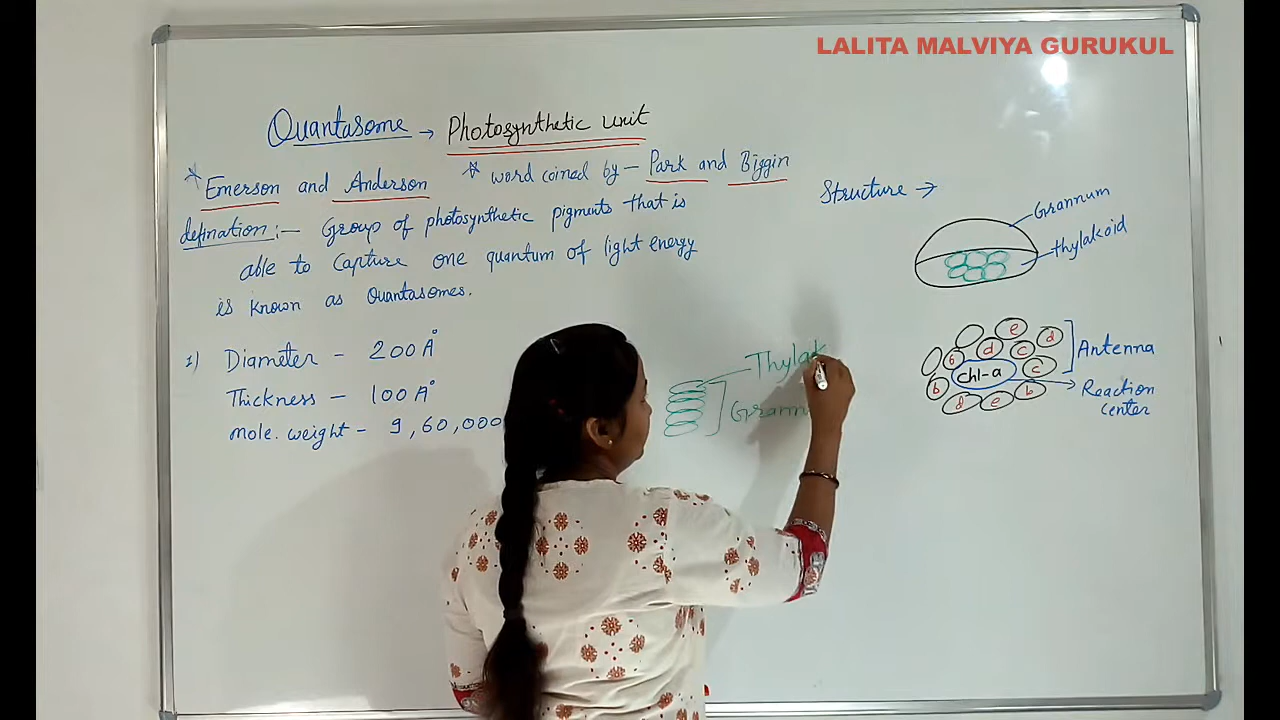 LALITA MALVIYA GURUKUL
Quantasome → Photosynthetic unit
* Emerson and Anderson * word coined by - Park and Biggin
defination:- Group of photosynthetic pigments that is
able to Capture one quantum of light energy
is known as Quantasomes.
1) Diameter - 200 A°
Thickness - 100 A°
mole. weight - 9,60,000
Thylak
Grann
Structure →
Grannum
thylakoid
e
d
c
d
b
c
chl-a
b
b
e
d
Antenna
Reaction
center